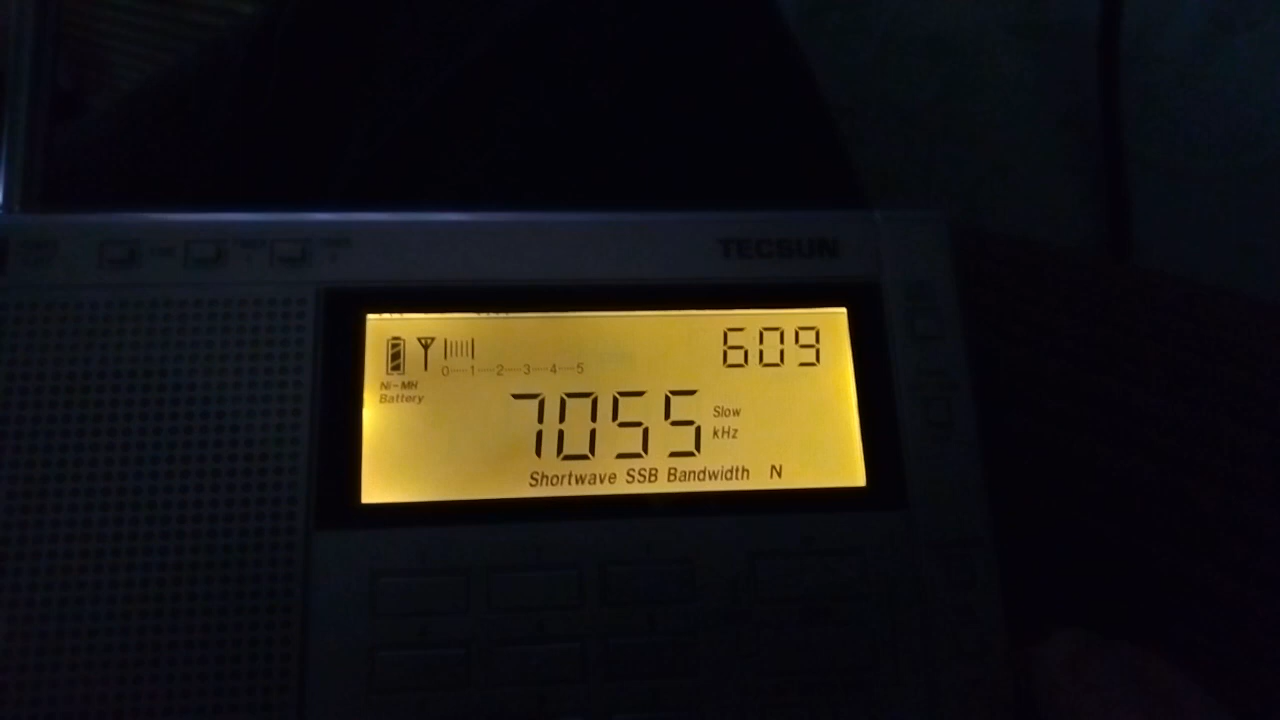 TECSUN
609
0----1----2----3----4----5
Ni-MH
Battery
7055
Slow
kHz
Shortwave SSB Bandwidth N